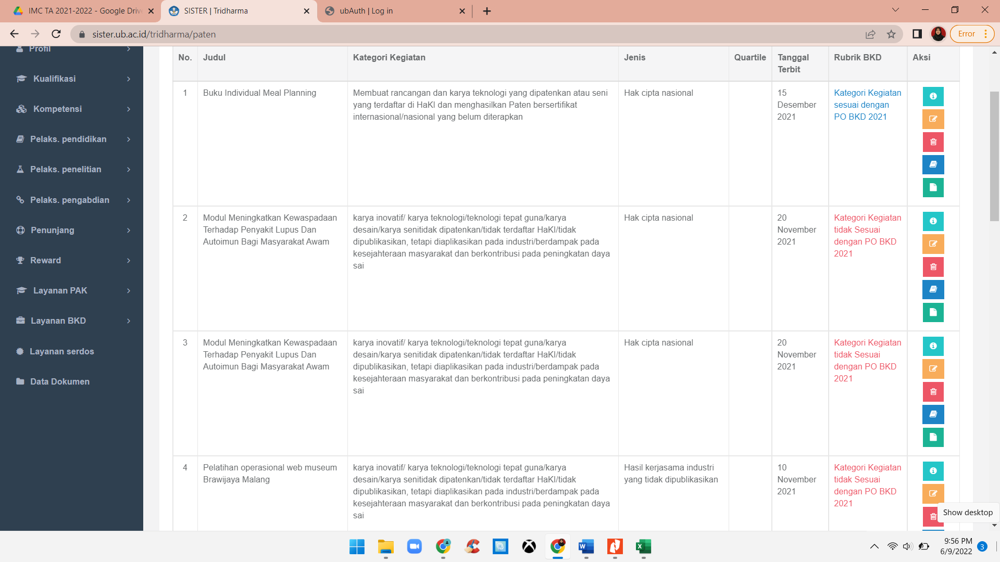 IMC TA 2021-2022 - Google Driv
SISTER | Tridharma
ubAuth | Log in
sister.ub.ac.id/tridharma/paten
Error
Profil
Kualifikasi
Kompetensi
Pelaks. pendidikan
Pelaks. penelitian
Pelaks. pengabdian
Penunjang
Reward
Layanan PAK
Layanan BKD
Layanan serdos
Data Dokumen
No.
Judul
Kategori Kegiatan
Jenis
Quartile
Tanggal
Terbit
Rubrik BKD
Aksi
1
Buku Individual Meal Planning
Membuat rancangan dan karya teknologi yang dipatenkan atau seni
yang terdaftar di HaKI dan menghasilkan Paten bersertifikat
internasional/nasional yang belum diterapkan
Hak cipta nasional
15
Desember
2021
Kategori Kegiatan
sesuai dengan
PO BKD 2021
2
Modul Meningkatkan Kewaspadaan
Terhadap Penyakit Lupus Dan
Autoimun Bagi Masyarakat Awam
karya inovatif/ karya teknologi/teknologi tepat guna/karya
desain/karya senitidak dipatenkan/tidak terdaftar HaKI/tidak
dipublikasikan, tetapi diaplikasikan pada industri/berdampak pada
kesejahteraan masyarakat dan berkontribusi pada peningkatan daya
sai
Hak cipta nasional
20
November
2021
Kategori Kegiatan
tidak Sesuai
dengan PO BKD
2021
3
Modul Meningkatkan Kewaspadaan
Terhadap Penyakit Lupus Dan
Autoimun Bagi Masyarakat Awam
karya inovatif/ karya teknologi/teknologi tepat guna/karya
desain/karya senitidak dipatenkan/tidak terdaftar HaKI/tidak
dipublikasikan, tetapi diaplikasikan pada industri/berdampak pada
kesejahteraan masyarakat dan berkontribusi pada peningkatan daya
sai
Hak cipta nasional
20
November
2021
Kategori Kegiatan
tidak Sesuai
dengan PO BKD
2021
4
Pelatihan operasional web museum
Brawijaya Malang
karya inovatif/ karya teknologi/teknologi tepat guna/karya
desain/karya senitidak dipatenkan/tidak terdaftar HaKI/tidak
dipublikasikan, tetapi diaplikasikan pada industri/berdampak pada
kesejahteraan masyarakat dan berkontribusi pada peningkatan daya
sai
Hasil kerjasama industri
yang tidak dipublikasikan
10
November
2021
Kategori Kegiatan
tidak Sesuai
dengan PO BKD
2021
Show desktop
9:56 PM
6/9/2022
3